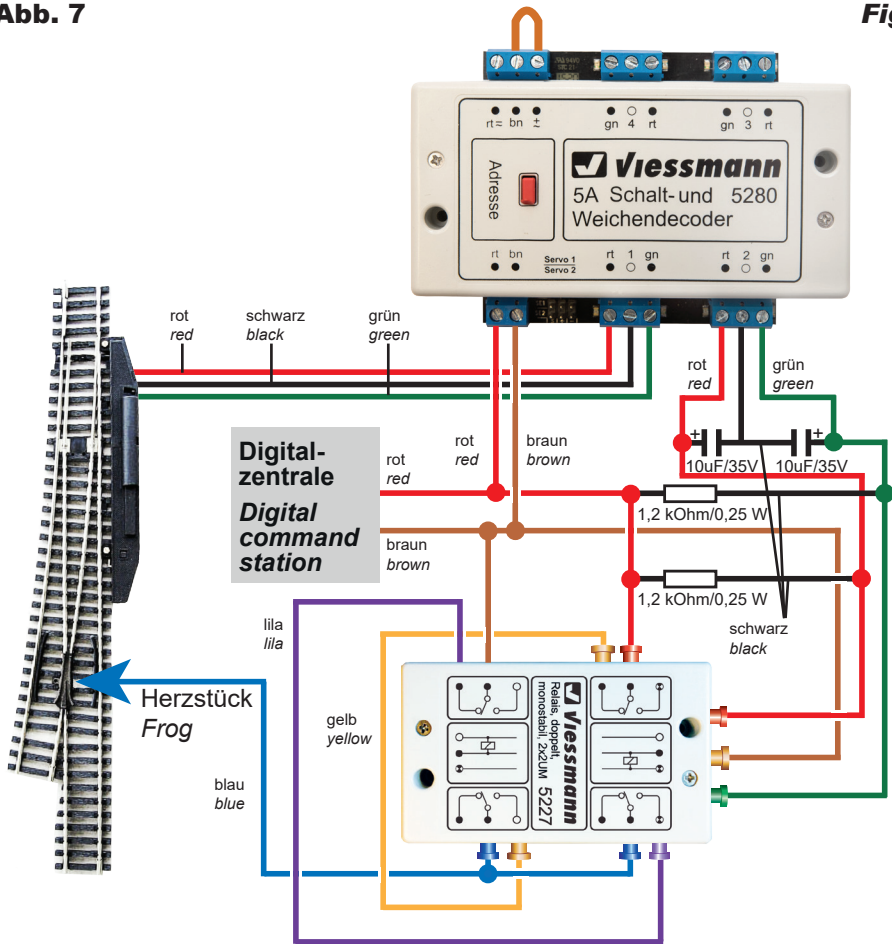 Abb. 7
Fig
rt= bn ±
gn 4 rt
gn 3 rt
Adresse
Viessmann
5A Schalt- und 5280
Weichendecoder
rt bn
Servo 1
Servo 2
rt 1 gn
rt 2 gn
rot
red
schwarz
black
grün
green
rot
red
grün
green
Digital-
zentrale
Digital
command
station
rot
red
rot
red
braun
brown
braun
brown
+
+
10uF/35V
10uF/35V
1,2 kOhm/0,25 W
1,2 kOhm/0,25 W
schwarz
black
lila
lila
Herzstück
Frog
gelb
yellow
blau
blue
Viessmann 5227
Relais, doppelt,
monostabil, 2x2UM